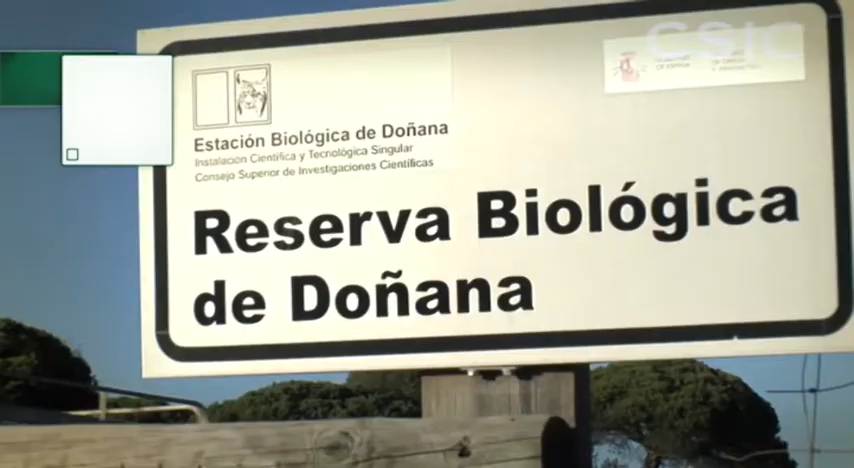 CSIC
Estación Biológica de Doñana
Instalación Científica y Tecnológica Singular
Consejo Superior de Investigaciones Científicas
Reserva Biológica
de Doñana